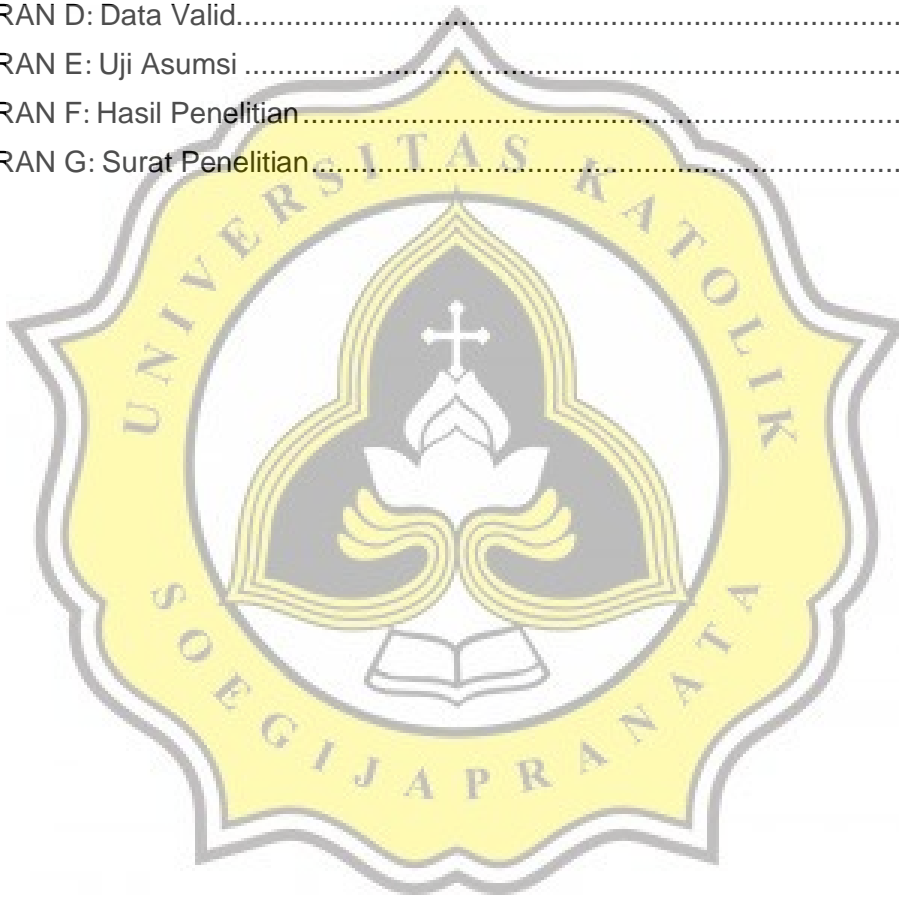 RAN D: Data Valid..........................................................................................
RAN E: Uji Asumsi .........................................................................................
RAN F: Hasil Penelitian...................................................................................
RAN G: Surat Penelitian..................................................................
UNIVERSITAS KATOLIK
SOEGIJAPRANATA